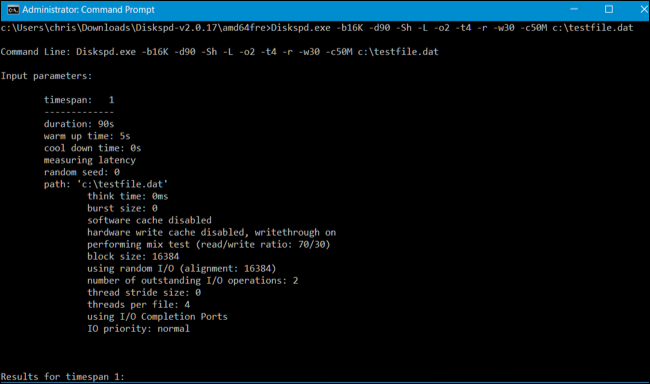 Administrator: Command Prompt
c:\Users\chris\Downloads\Diskspd-v2.0.17\amd64fre>Diskspd.exe -b16K -d90 -Sh -L -o2 -t4 -r -w30 -c50M c:\testfile.dat
Command Line: Diskspd.exe -b16K -d90 -Sh -L -o2 -t4 -r -w30 -c50M c:\testfile.dat
Input parameters:
timespan: 1
-------------
duration: 90s
warm up time: 5s
cool down time: 0s
measuring latency
random seed: 0
path: 'c:\testfile.dat'
think time: 0ms
burst size: 0
software cache disabled
hardware write cache disabled, writethrough on
performing mix test (read/write ratio: 70/30)
block size: 16384
using random I/O (alignment: 16384)
number of outstanding I/O operations: 2
thread stride size: 0
threads per file: 4
using I/O Completion Ports
IO priority: normal
Results for timespan 1: